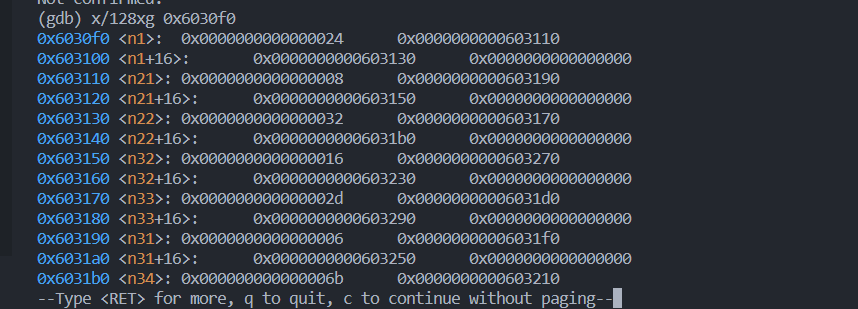 Not confirmed.
(gdb) x/128xg 0x6030f0
0x6030f0 <n1>: 0x0000000000000024 0x0000000000603110
0x603100 <n1+16>: 0x0000000000603130 0x0000000000000000
0x603110 <n21>: 0x0000000000000008 0x0000000000603190
0x603120 <n21+16>: 0x0000000000603150 0x0000000000000000
0x603130 <n22>: 0x0000000000000032 0x0000000000603170
0x603140 <n22+16>: 0x00000000006031b0 0x0000000000000000
0x603150 <n32>: 0x0000000000000016 0x0000000000603270
0x603160 <n32+16>: 0x0000000000603230 0x0000000000000000
0x603170 <n33>: 0x000000000000002d 0x00000000006031d0
0x603180 <n33+16>: 0x0000000000603290 0x0000000000000000
0x603190 <n31>: 0x0000000000000006 0x00000000006031f0
0x6031a0 <n31+16>: 0x0000000000603250 0x0000000000000000
0x6031b0 <n34>: 0x000000000000006b 0x0000000000603210
--Type <RET> for more, q to quit, c to continue without paging--